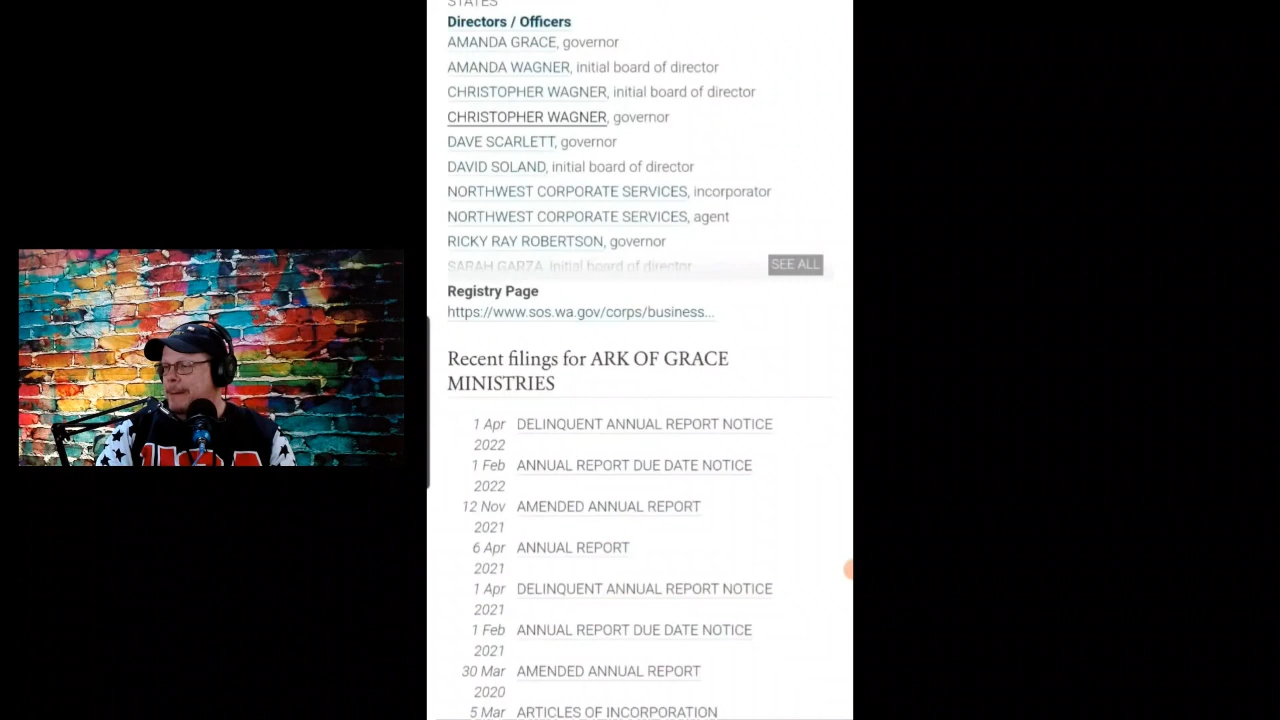 STATES
Directors / Officers
AMANDA GRACE, governor
AMANDA WAGNER, initial board of director
CHRISTOPHER WAGNER, initial board of director
CHRISTOPHER WAGNER, governor
DAVE SCARLETT, governor
DAVID SOLAND, initial board of director
NORTHWEST CORPORATE SERVICES, incorporator
NORTHWEST CORPORATE SERVICES, agent
RICKY RAY ROBERTSON, governor
SARAH GARZA, initial board of director
SEE ALL
Registry Page
https://www.sos.wa.gov/corps/business...
Recent filings for ARK OF GRACE
MINISTRIES
1 Apr DELINQUENT ANNUAL REPORT NOTICE
2022
1 Feb ANNUAL REPORT DUE DATE NOTICE
2022
12 Nov AMENDED ANNUAL REPORT
2021
6 Apr ANNUAL REPORT
2021
1 Apr DELINQUENT ANNUAL REPORT NOTICE
2021
1 Feb ANNUAL REPORT DUE DATE NOTICE
2021
30 Mar AMENDED ANNUAL REPORT
2020
5 Mar ARTICLES OF INCORPORATION